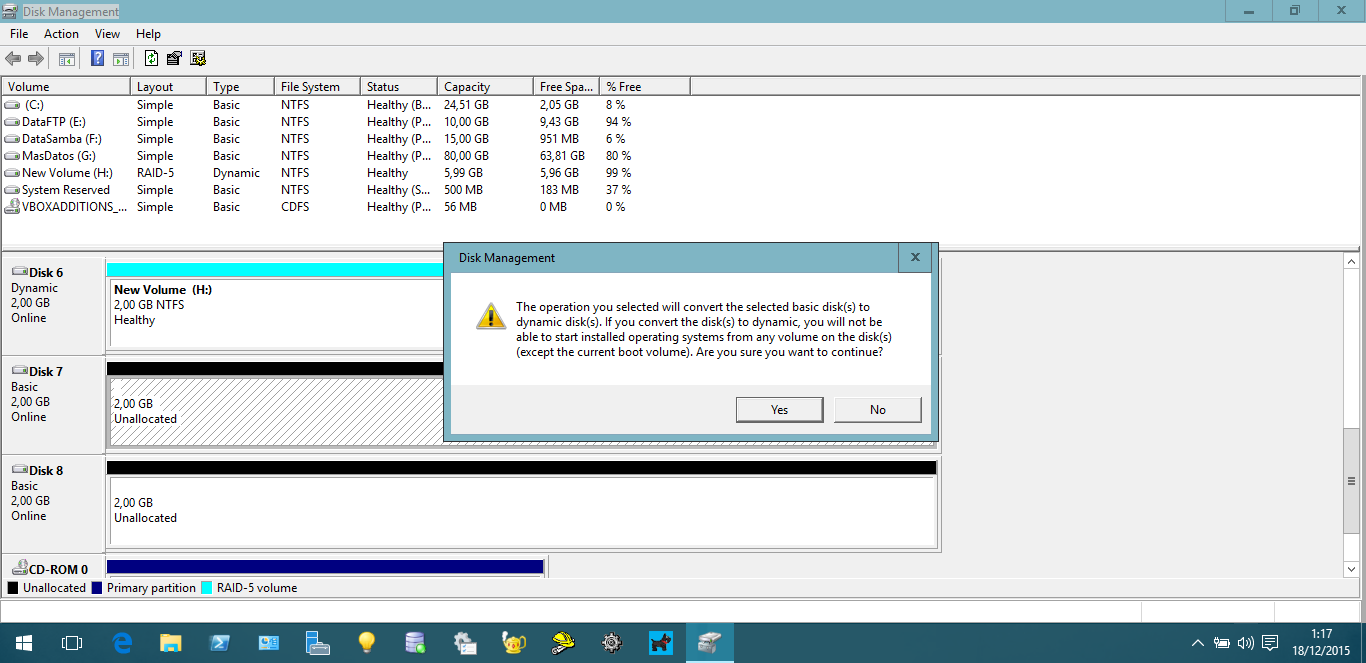 Disk Management
File Action View Help
Volume Layout Type File System Status Capacity Free Spa... % Free
(C:) Simple Basic NTFS Healthy (B... 24,51 GB 2,05 GB 8 %
DataFTP (E:) Simple Basic NTFS Healthy (P... 10,00 GB 9,43 GB 94 %
DataSamba (F:) Simple Basic NTFS Healthy (P... 15,00 GB 951 MB 6 %
MasDatos (G:) Simple Basic NTFS Healthy (P... 80,00 GB 63,81 GB 80 %
New Volume (H:) RAID-5 Dynamic NTFS Healthy 5,99 GB 5,96 GB 99 %
System Reserved Simple Basic NTFS Healthy (S... 500 MB 183 MB 37 %
VBOXADDITIONS_... Simple Basic CDFS Healthy (P... 56 MB 0 MB 0 %
Disk 6
Dynamic
2,00 GB
Online
New Volume (H:)
2,00 GB NTFS
Healthy
Disk 7
Basic
2,00 GB
Online
2,00 GB
Unallocated
Disk Management
The operation you selected will convert the selected basic disk(s) to
dynamic disk(s). If you convert the disk(s) to dynamic, you will not be
able to start installed operating systems from any volume on the disk(s)
(except the current boot volume). Are you sure you want to continue?
Yes No
Disk 8
Basic
2,00 GB
Online
2,00 GB
Unallocated
CD-ROM 0
Unallocated Primary partition RAID-5 volume
1:17
18/12/2015